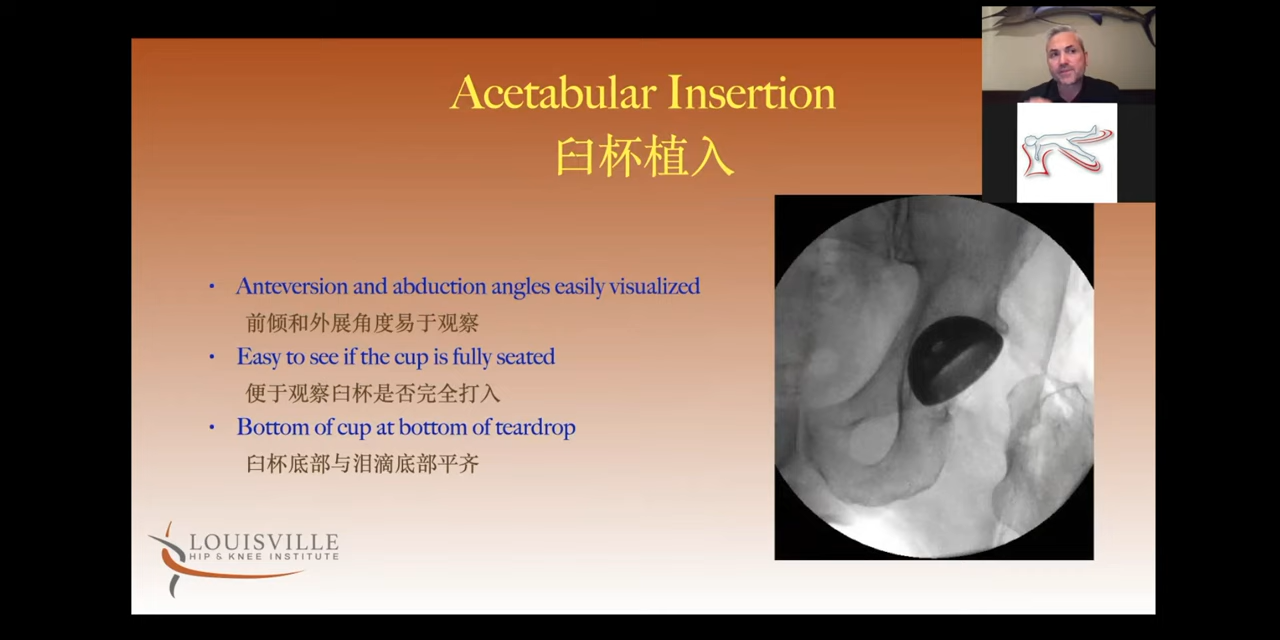 Acetabular Insertion
臼杯植入
• Anteversion and abduction angles easily visualized
前倾和外展角度易于观察
• Easy to see if the cup is fully seated
便于观察臼杯是否完全打入
• Bottom of cup at bottom of teardrop
臼杯底部与泪滴底部平齐
LOUISVILLE
HIP & KNEE INSTITUTE